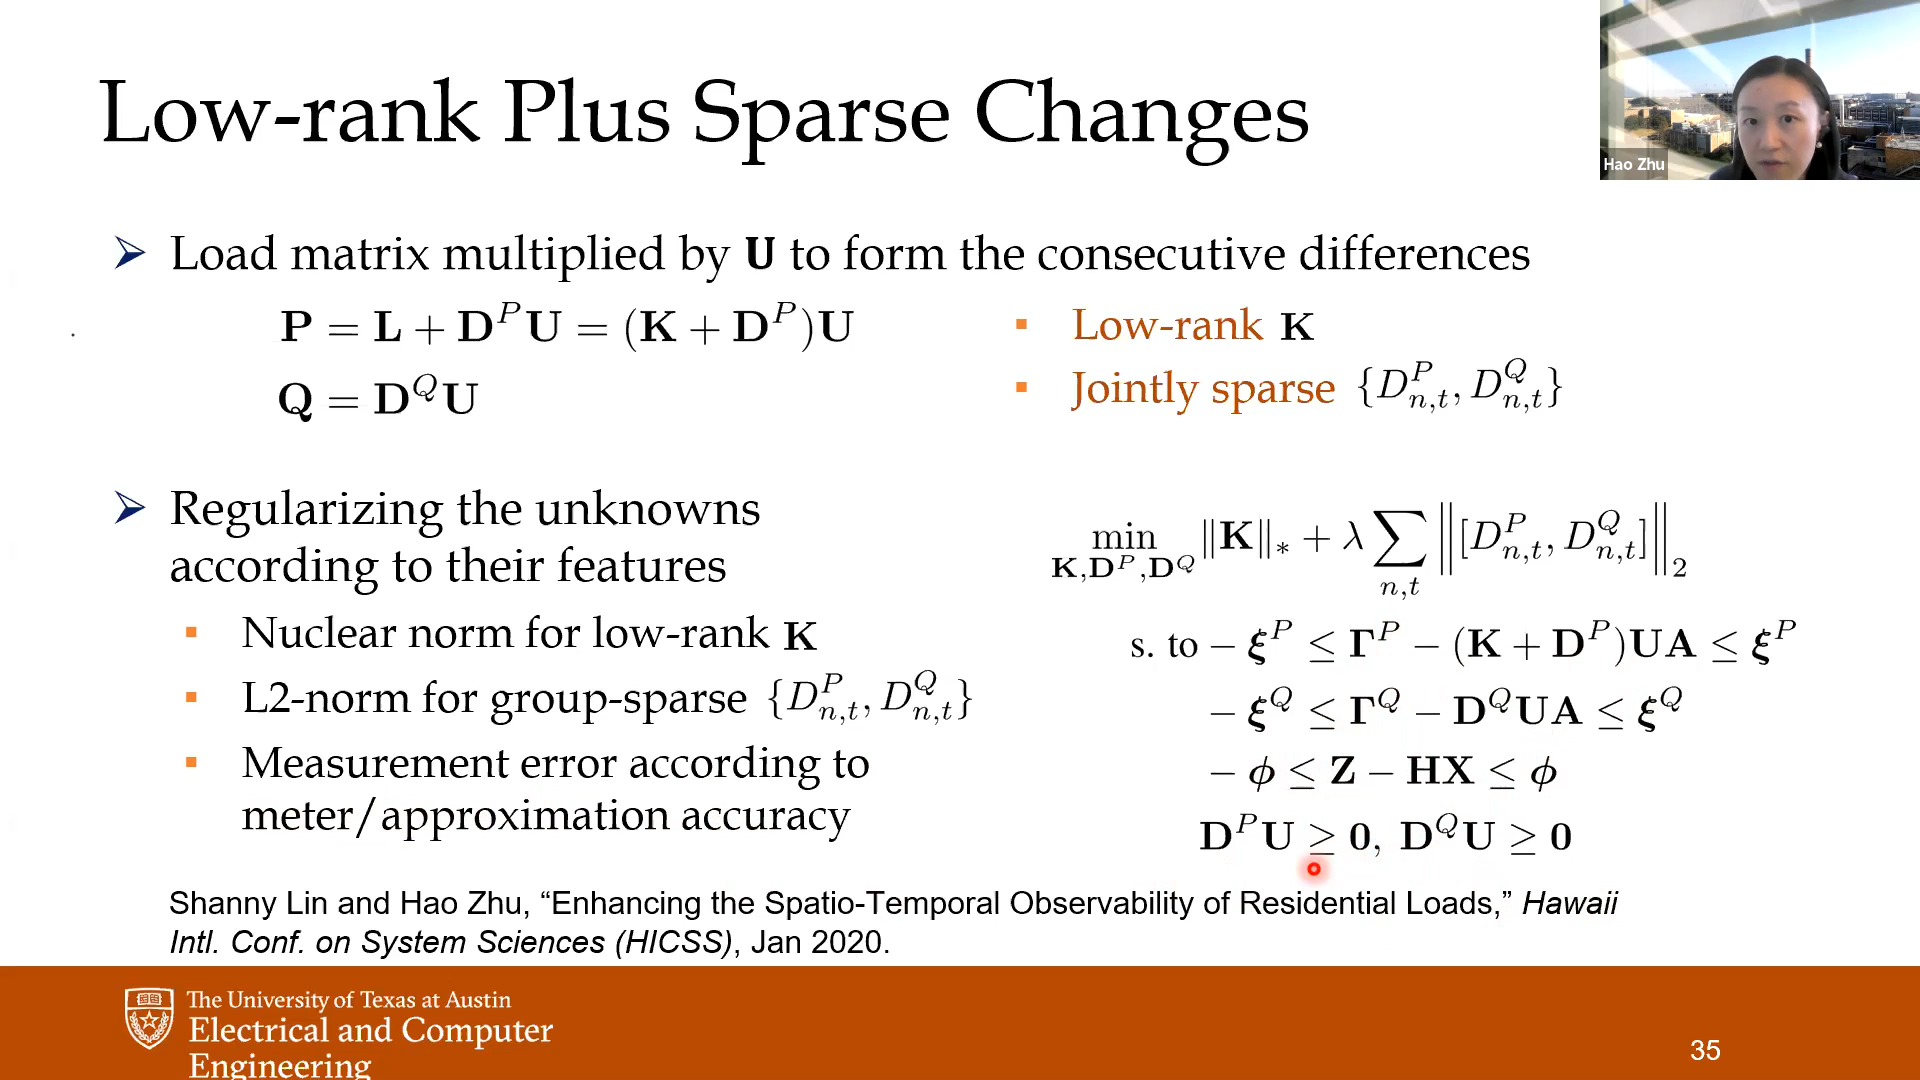 Low-rank Plus Sparse Changes
Hao Zhu
➢ Load matrix multiplied by U to form the consecutive differences
P = L + D^P U = (K + D^P)U
Q = D^Q U
▪ Low-rank K
▪ Jointly sparse {D^P_{n,t}, D^Q_{n,t}}
➢ Regularizing the unknowns
according to their features
▪ Nuclear norm for low-rank K
▪ L2-norm for group-sparse {D^P_{n,t}, D^Q_{n,t}}
▪ Measurement error according to
meter/approximation accuracy
min_{K,D^P,D^Q} ‖K‖_* + λ ∑_{n,t} ‖[D^P_{n,t}, D^Q_{n,t}]‖_2
s. to − ξ^P ≤ Γ^P − (K + D^P)UA ≤ ξ^P
− ξ^Q ≤ Γ^Q − D^Q UA ≤ ξ^Q
− ϕ ≤ Z − HX ≤ ϕ
D^P U ≥ 0, D^Q U ≥ 0
Shanny Lin and Hao Zhu, “Enhancing the Spatio-Temporal Observability of Residential Loads,” Hawaii
Intl. Conf. on System Sciences (HICSS), Jan 2020.
The University of Texas at Austin
Electrical and Computer
Engineering
35